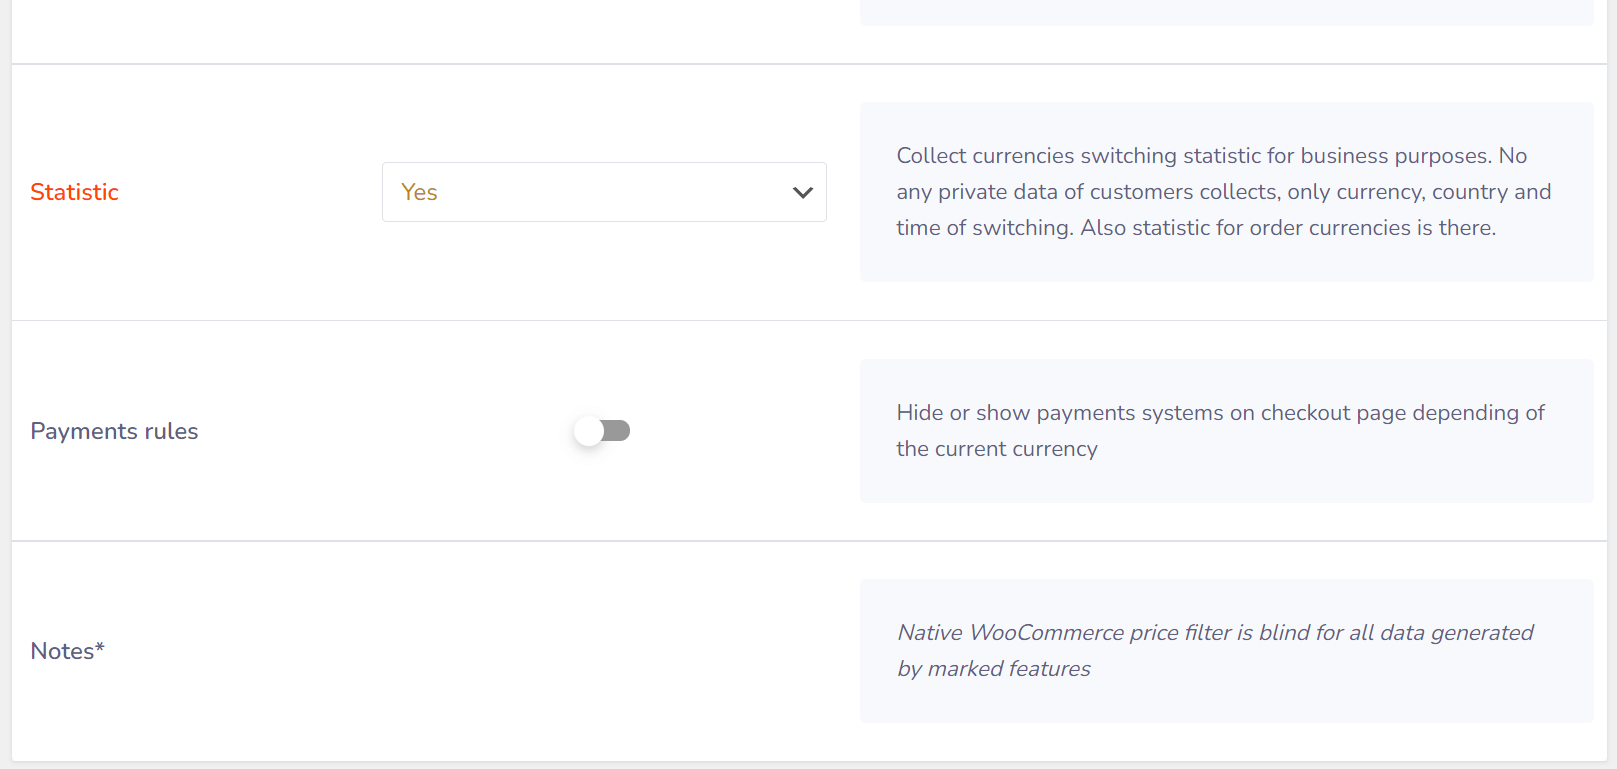 Statistic
Yes
Collect currencies switching statistic for business purposes. No
any private data of customers collects, only currency, country and
time of switching. Also statistic for order currencies is there.
Payments rules
Hide or show payments systems on checkout page depending of
the current currency
Notes*
Native WooCommerce price filter is blind for all data generated
by marked features